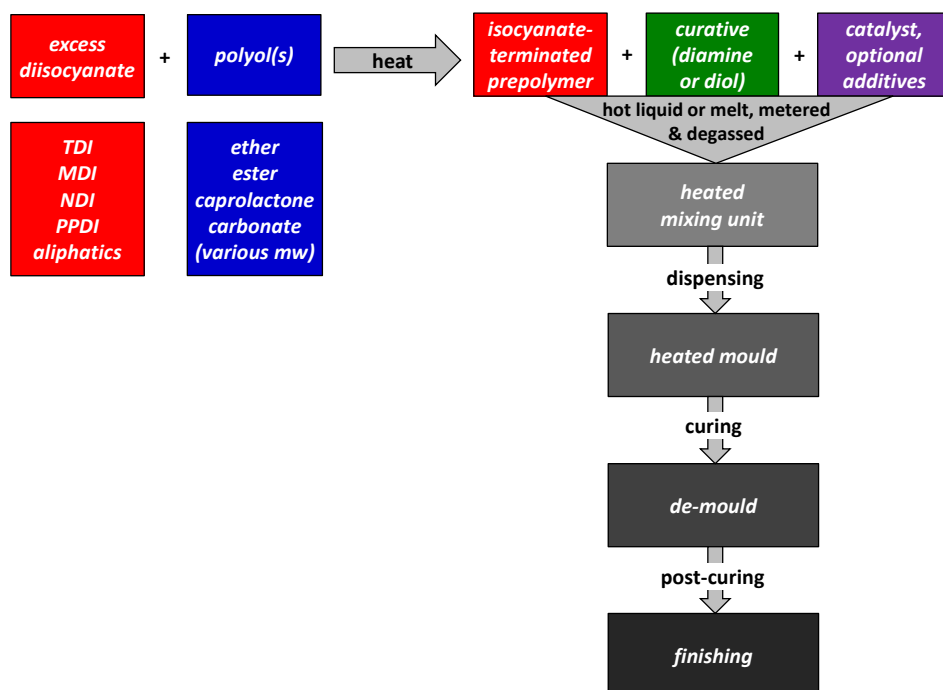 excess
diisocyanate
+
polyol(s)
heat
isocyanate-
terminated
prepolymer
+
curative
(diamine
or diol)
+
catalyst,
optional
additives
TDI
MDI
NDI
PPDI
aliphatics
ether
ester
caprolactone
carbonate
(various mw)
hot liquid or melt, metered
& degassed
heated
mixing unit
dispensing
heated mould
curing
de-mould
post-curing
finishing